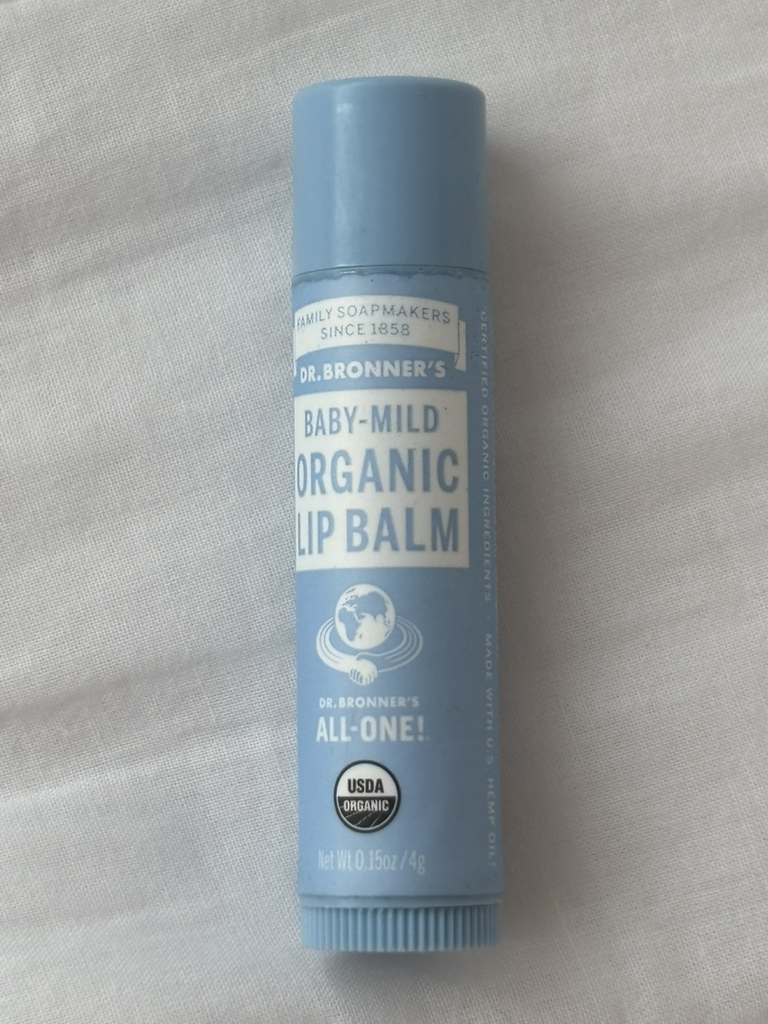 FAMILY SOAPMAKERS
SINCE 1858
DR. BRONNER'S
BABY-MILD
ORGANIC
LIP BALM
DR. BRONNER'S
ALL-ONE!
USDA
ORGANIC
Net Wt 0.15oz / 4g
CERTIFIED ORGANIC INGREDIENTS · MADE WITH U.S. HEMP OIL!